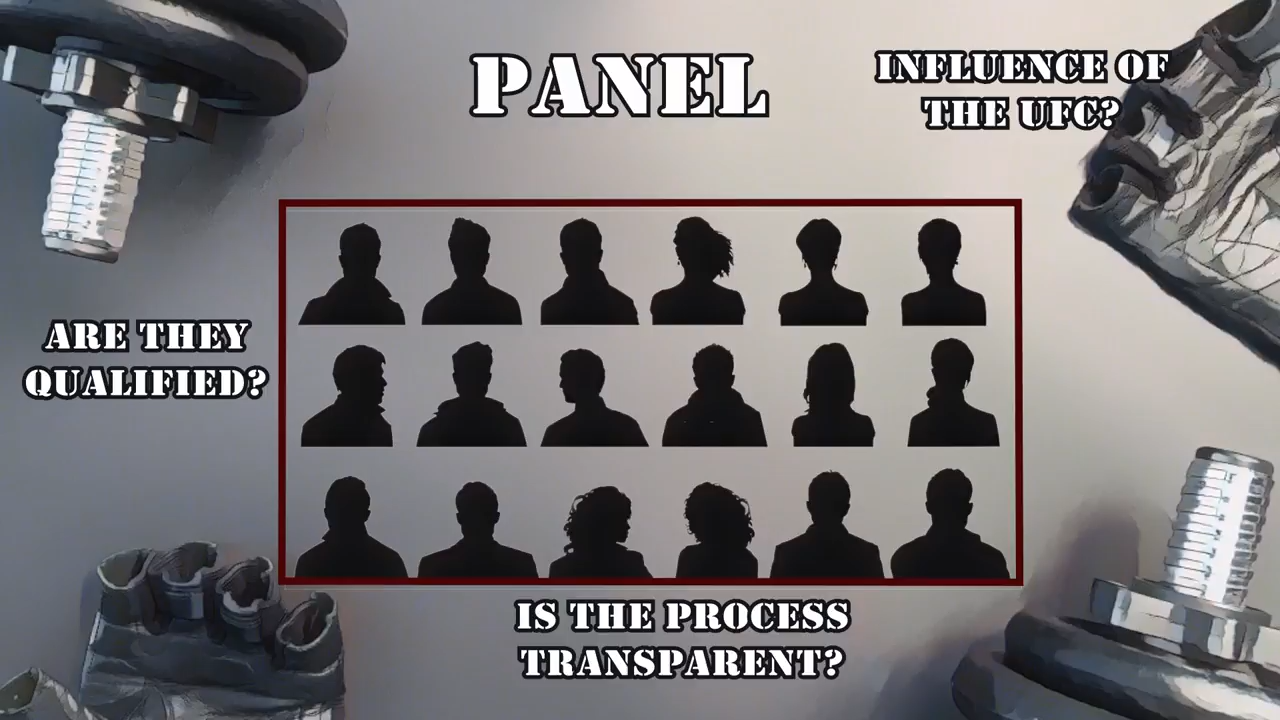 PANEL
INFLUENCE OF
THE UFC?
ARE THEY
QUALIFIED?
IS THE PROCESS
TRANSPARENT?